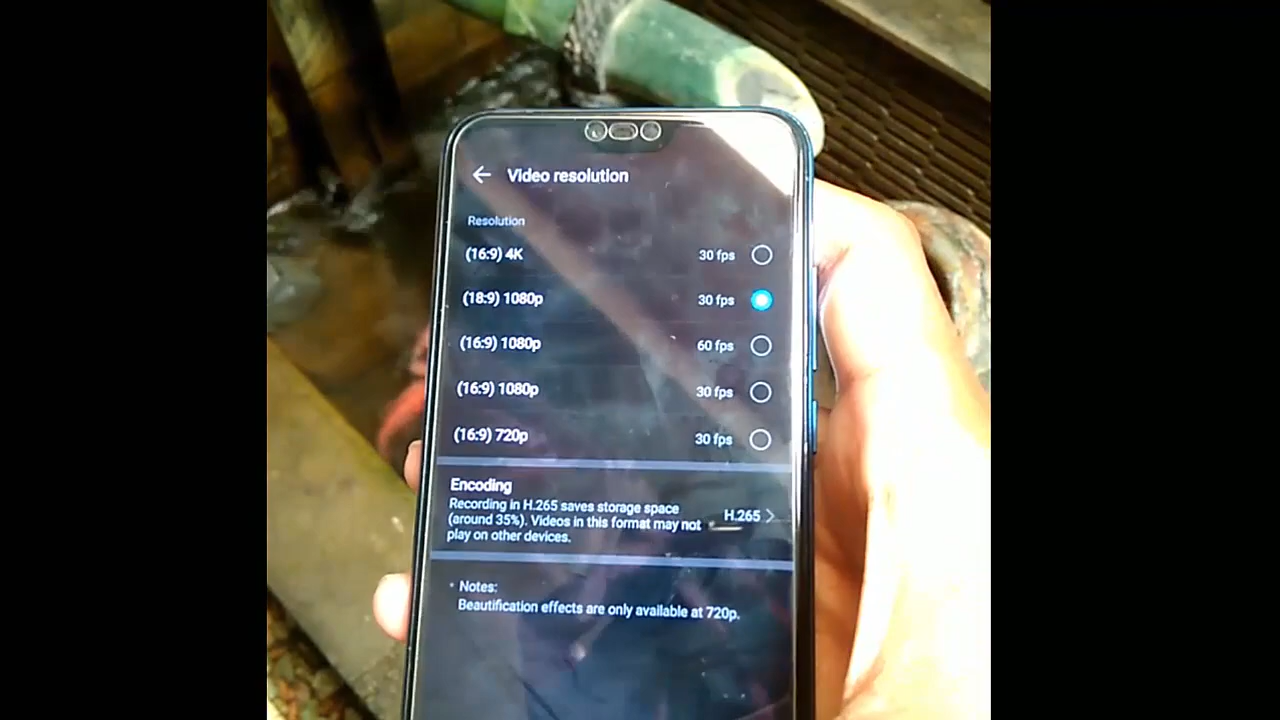 Video resolution
Resolution
(16:9) 4K 30 fps
(18:9) 1080p 30 fps
(16:9) 1080p 60 fps
(16:9) 1080p 30 fps
(16:9) 720p 30 fps
Encoding
Recording in H.265 saves storage space
(around 35%). Videos in this format may not
play on other devices.
H.265
* Notes:
Beautification effects are only available at 720p.